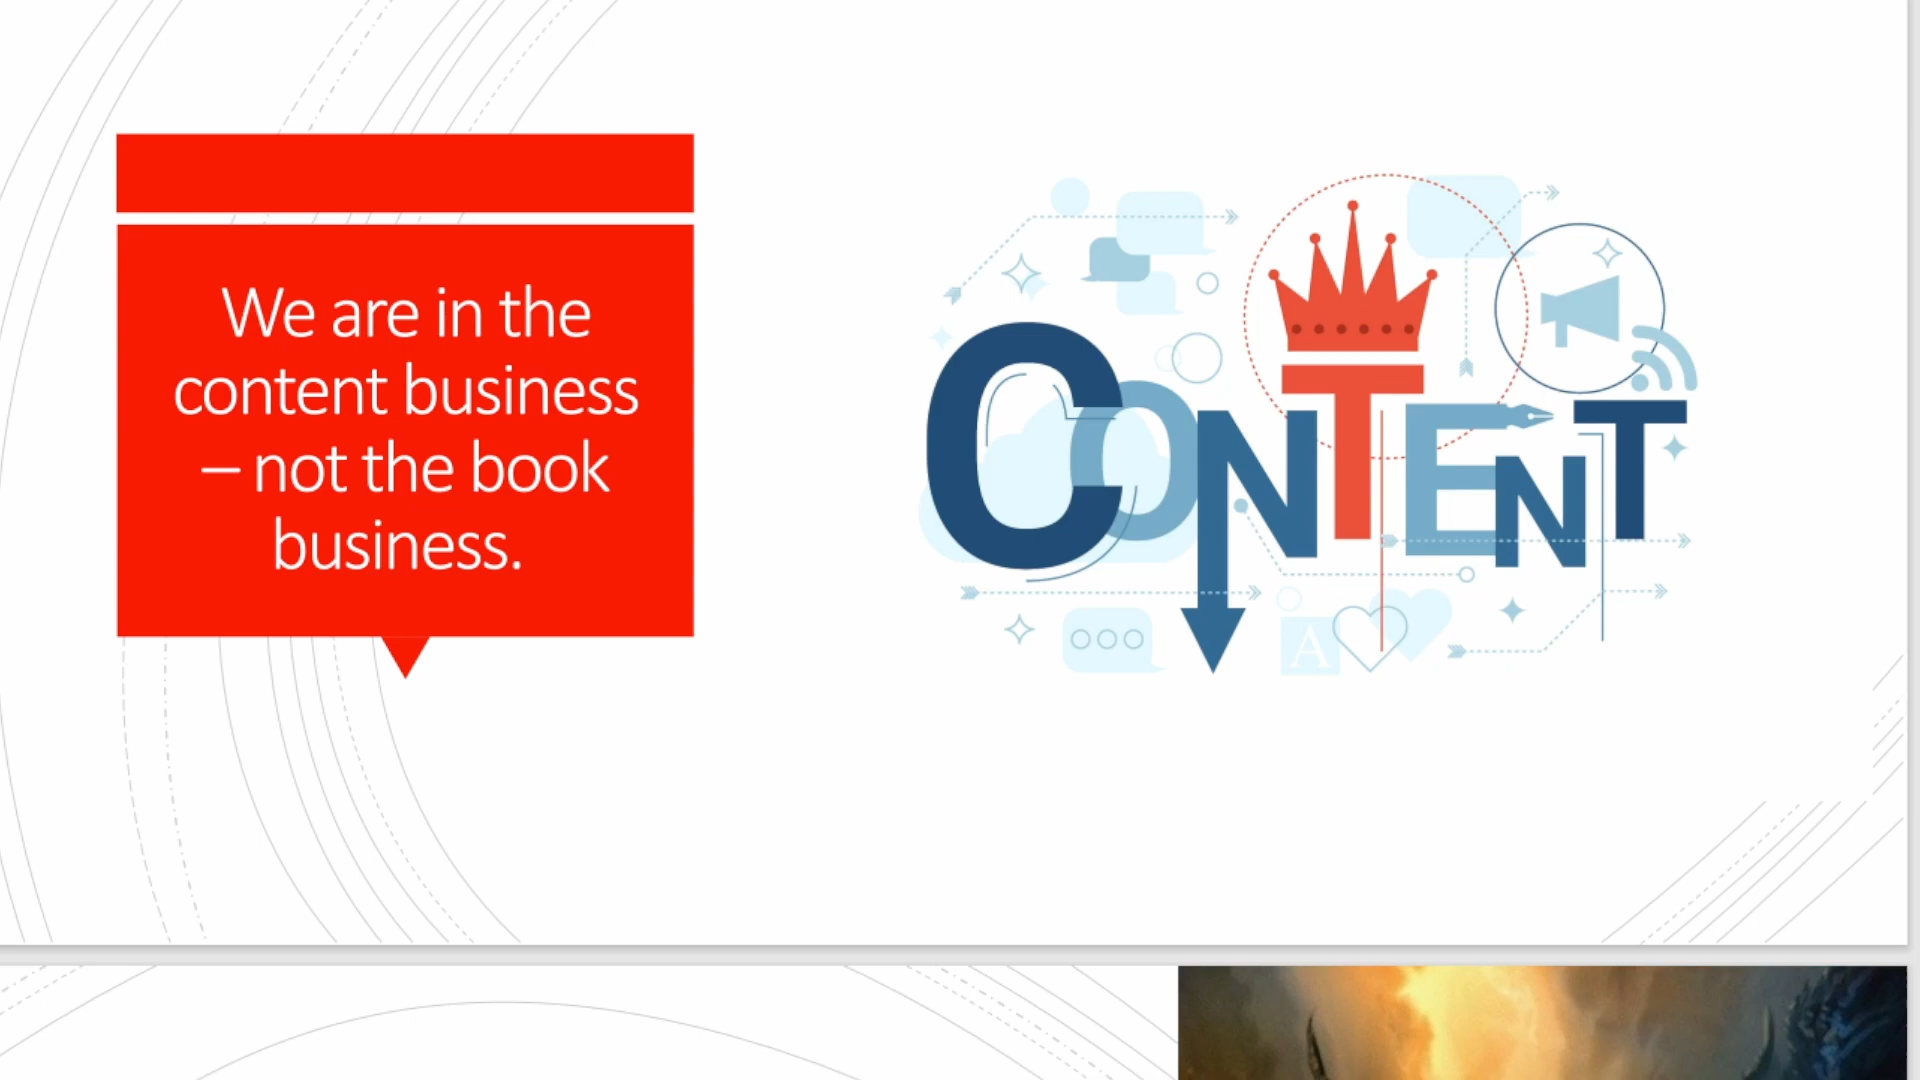 We are in the
content business
– not the book
business.
CONTENT
A